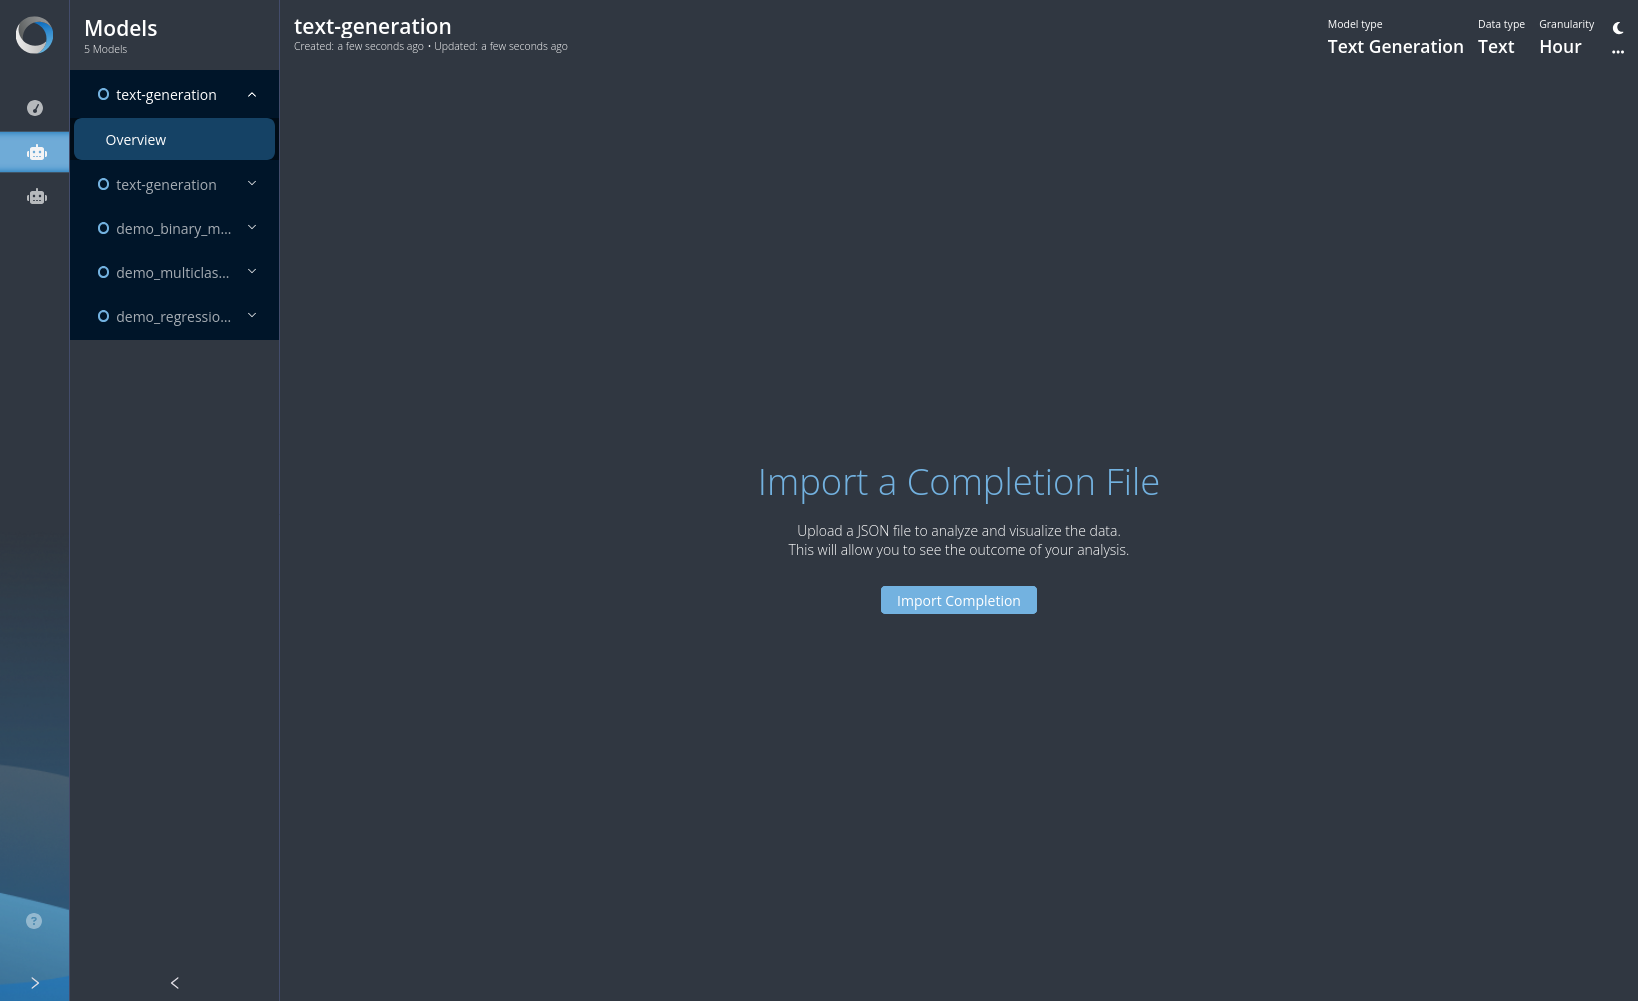 Models
5 Models
text-generation
Overview
text-generation
demo_binary_m...
demo_multiclas...
demo_regressio...
text-generation
Created: a few seconds ago • Updated: a few seconds ago
Model type
Text Generation
Data type
Text
Granularity
Hour
Import a Completion File
Upload a JSON file to analyze and visualize the data.
This will allow you to see the outcome of your analysis.
Import Completion